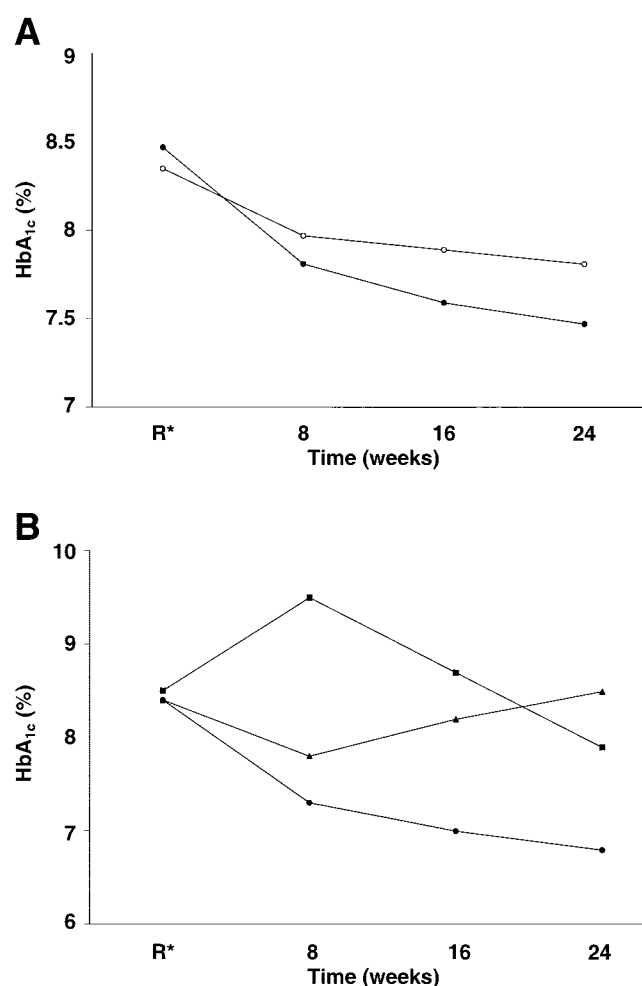 A
9
8.5
8
7.5
7
HbA1c (%)
R* 8 16 24
Time (weeks)
B
10
9
8
7
6
HbA1c (%)
R* 8 16 24
Time (weeks)